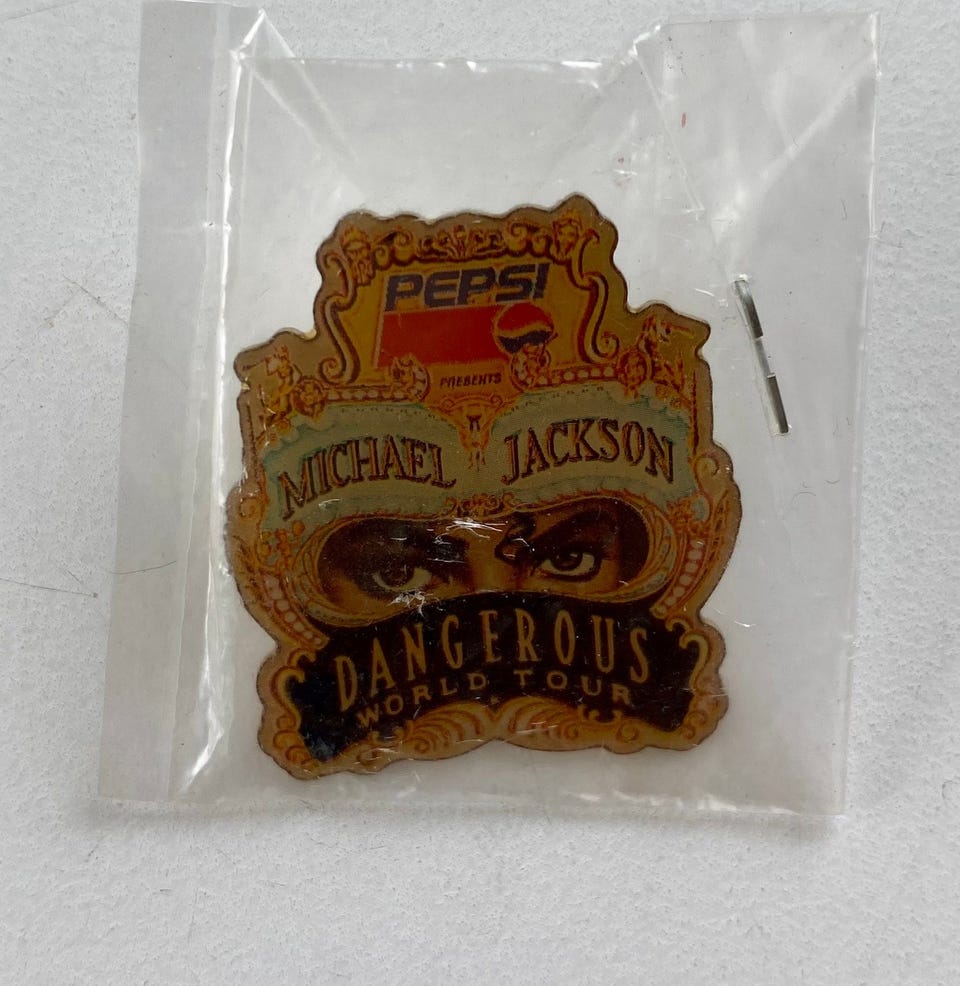 PEPSI
PRESENTS
MICHAEL JACKSON
DANGEROUS
WORLD TOUR